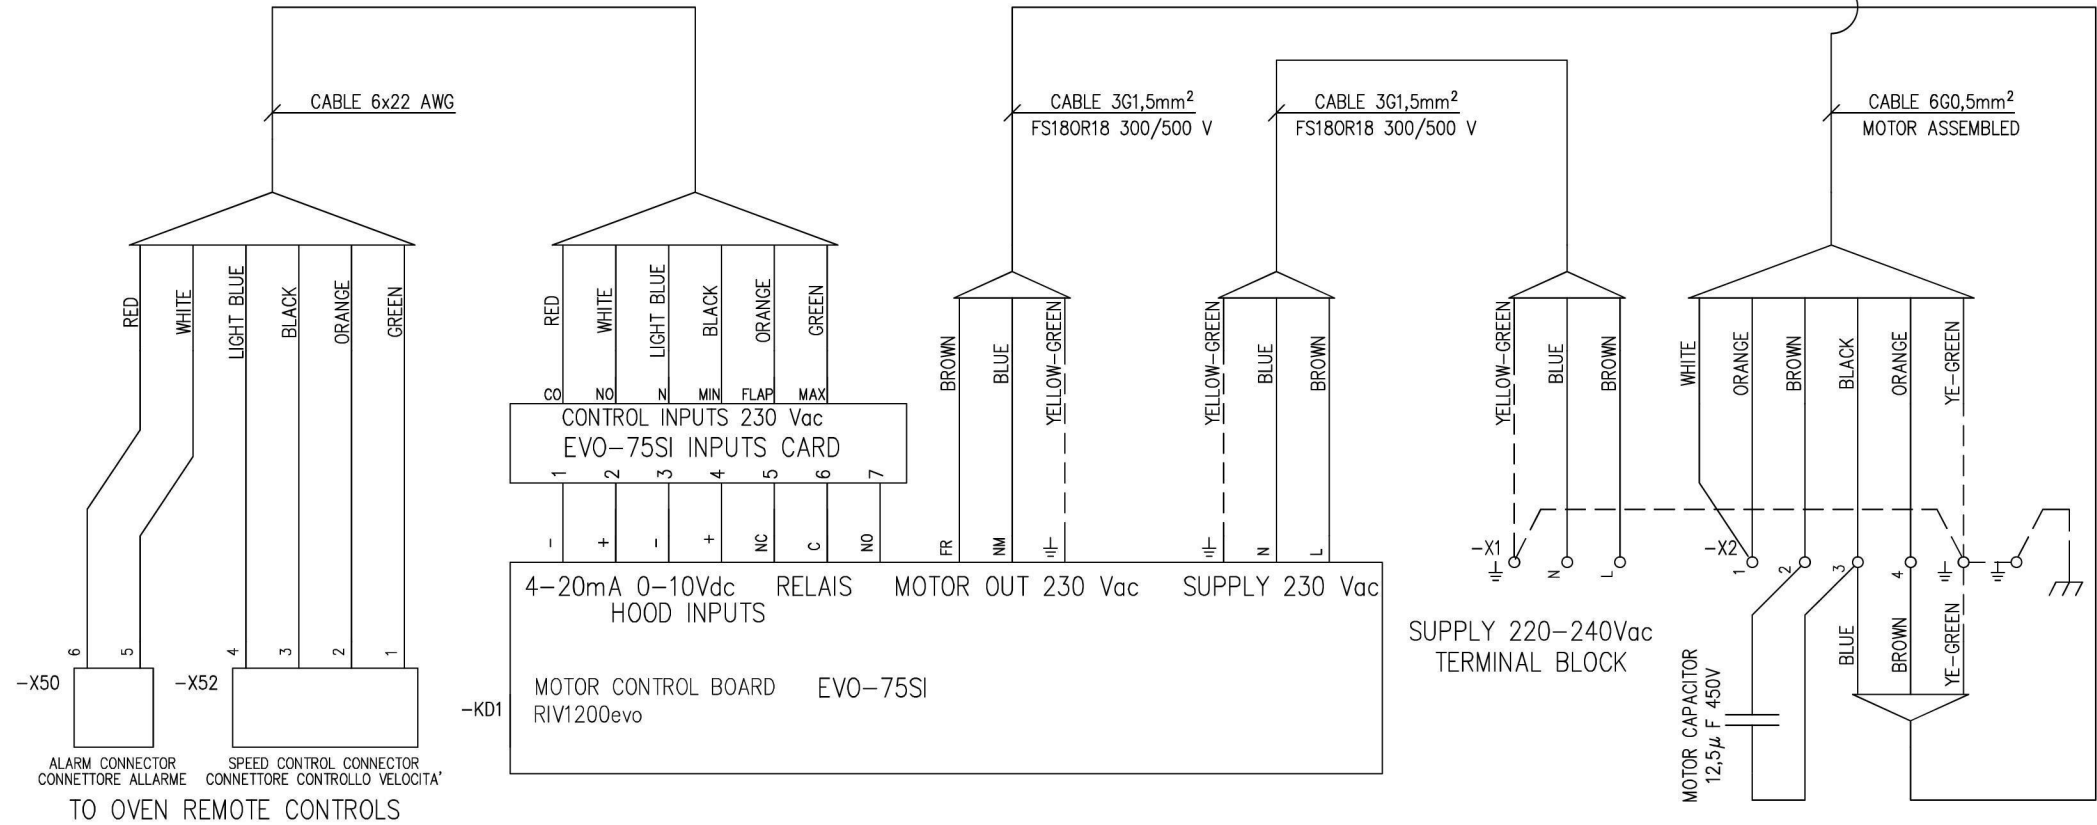 CABLE 6x22 AWG
CABLE 3G1,5mm²
FS18OR18 300/500 V
CABLE 3G1,5mm²
FS18OR18 300/500 V
CABLE 6G0,5mm²
MOTOR ASSEMBLED
RED
WHITE
LIGHT BLUE
BLACK
ORANGE
GREEN
RED
WHITE
LIGHT BLUE
BLACK
ORANGE
GREEN
BROWN
BLUE
YELLOW-GREEN
YELLOW-GREEN
BLUE
BROWN
YELLOW-GREEN
BLUE
BROWN
WHITE
ORANGE
BROWN
BLACK
ORANGE
YE-GREEN
CO NO N MIN FLAP MAX
CONTROL INPUTS 230 Vac
EVO-75SI INPUTS CARD
1 2 3 4 5 6 7
- + - + NC C NO
FR NM
N L
-X1
N L
-X2
1 2 3 4
4-20mA 0-10Vdc RELAIS MOTOR OUT 230 Vac SUPPLY 230 Vac
HOOD INPUTS
SUPPLY 220-240Vac
TERMINAL BLOCK
BLUE
BROWN
YE-GREEN
MOTOR CAPACITOR
12,5μ F 450V
6 5
4 3 2 1
-X50
-X52
-KD1
MOTOR CONTROL BOARD EVO-75SI
RIV1200evo
ALARM CONNECTOR
CONNETTORE ALLARME
SPEED CONTROL CONNECTOR
CONNETTORE CONTROLLO VELOCITA'
TO OVEN REMOTE CONTROLS